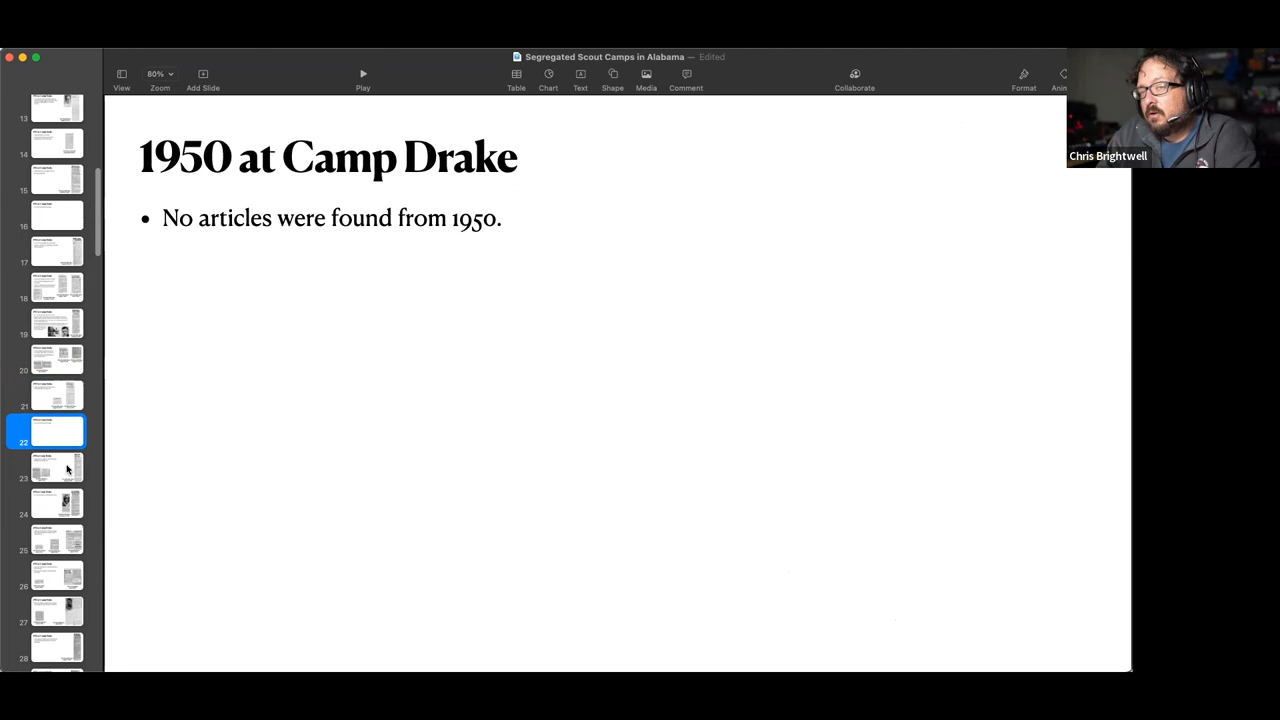 Segregated Scout Camps in Alabama — Edited
80%
View
Zoom
Add Slide
Play
Table
Chart
Text
Shape
Media
Comment
Collaborate
Format
Chris Brightwell
1950 at Camp Drake
• No articles were found from 1950.
13
14
15
16
17
18
19
20
21
22
23
24
25
26
27
28